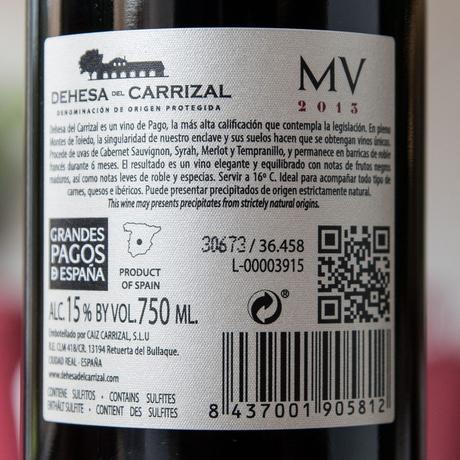 DEHESA DEL CARRIZAL
DENOMINACIÓN DE ORIGEN PROTEGIDA
MV
2013
Dehesa del Carrizal es un vino de Pago, la más alta calificación que contempla la legislación. En plenos
Montes de Toledo, la singularidad de nuestro enclave y sus suelos hacen que se obtengan vinos únicos.
Procede de uvas de Cabernet Sauvignon, Syrah, Merlot y Tempranillo, y permanece en barricas de roble
francés durante 6 meses. El resultado es un vino elegante y equilibrado con notas de frutas negras
maduros, así como notas leves de roble y especias. Servir a 16º C. Ideal para acompañar todo tipo de
carnes, quesos e ibéricos. Puede presentar precipitados de origen estrictamente natural.
This wine may presents precipitates from strictely natural origins.
GRANDES
PAGOS
D ESPAÑA
PRODUCT
OF SPAIN
30673 / 36.458
L-00003915
®
ALC. 15 % BY VOL. 750 ML.
Embotellado por CAIZ CARRIZAL, S.L.U
R.E. CLM 418/CR. 13194 Retuerta del Bullaque.
CIUDAD REAL · ESPAÑA
www.dehesadelcarrizal.com
CONTIENE SULFITOS · CONTAINS SULFITES
ENTHÄLT SULFITE · CONTIENT DES SULFITES
8 437001 905812